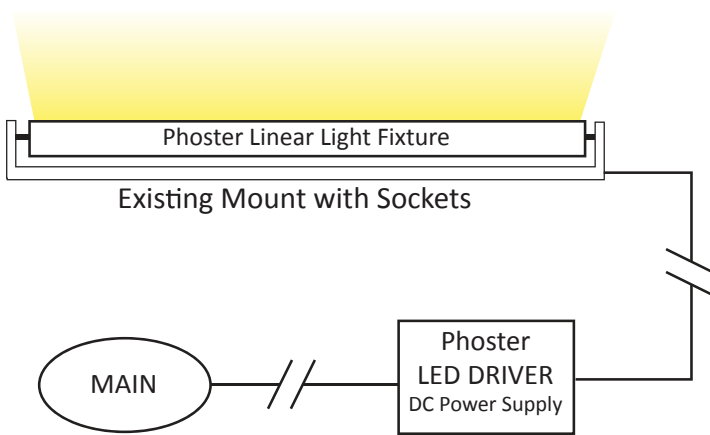 Phoster Linear Light Fixture
Existing Mount with Sockets
MAIN
Phoster
LED DRIVER
DC Power Supply